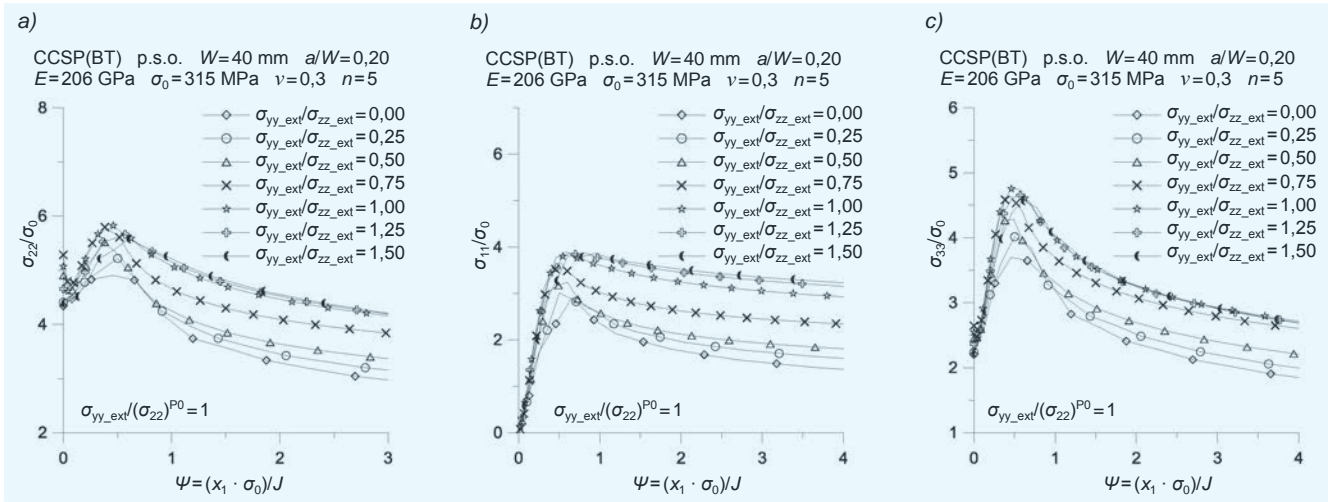 a)
CCSP(BT) p.s.o. W=40 mm a/W=0,20
E=206 GPa σ₀=315 MPa ν=0,3 n=5
8
6
4
2
σ₂₂/σ₀
σyy_ext/σzz_ext=0,00
σyy_ext/σzz_ext=0,25
σyy_ext/σzz_ext=0,50
σyy_ext/σzz_ext=0,75
σyy_ext/σzz_ext=1,00
σyy_ext/σzz_ext=1,25
σyy_ext/σzz_ext=1,50
σyy_ext/(σ₂₂)ᴾ⁰=1
0 1 2 3
Ψ=(x₁ · σ₀)/J
b)
CCSP(BT) p.s.o. W=40 mm a/W=0,20
E=206 GPa σ₀=315 MPa ν=0,3 n=5
7
6
4
2
0
σ₁₁/σ₀
σyy_ext/σzz_ext=0,00
σyy_ext/σzz_ext=0,25
σyy_ext/σzz_ext=0,50
σyy_ext/σzz_ext=0,75
σyy_ext/σzz_ext=1,00
σyy_ext/σzz_ext=1,25
σyy_ext/σzz_ext=1,50
σyy_ext/(σ₂₂)ᴾ⁰=1
0 1 2 3 4
Ψ=(x₁ · σ₀)/J
c)
CCSP(BT) p.s.o. W=40 mm a/W=0,20
E=206 GPa σ₀=315 MPa ν=0,3 n=5
6
5
4
3
2
1
σ₃₃/σ₀
σyy_ext/σzz_ext=0,00
σyy_ext/σzz_ext=0,25
σyy_ext/σzz_ext=0,50
σyy_ext/σzz_ext=0,75
σyy_ext/σzz_ext=1,00
σyy_ext/σzz_ext=1,25
σyy_ext/σzz_ext=1,50
σyy_ext/(σ₂₂)ᴾ⁰=1
0 1 2 3 4
Ψ=(x₁ · σ₀)/J